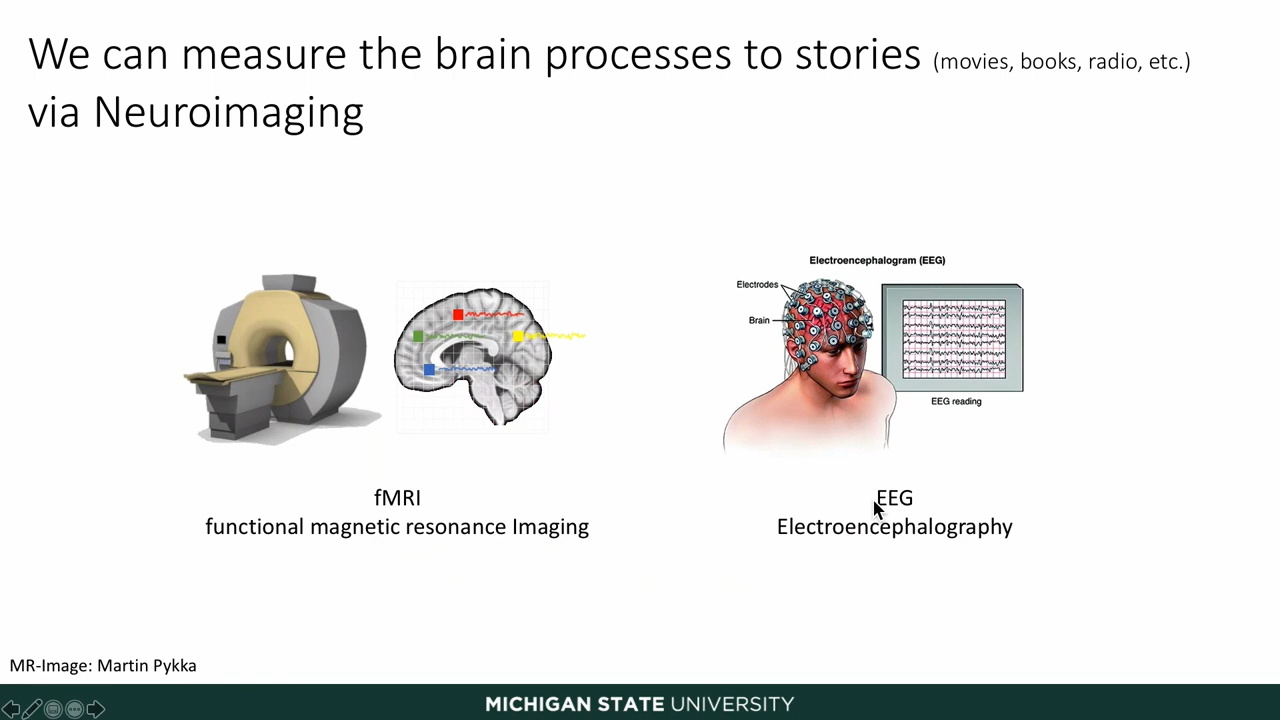 We can measure the brain processes to stories (movies, books, radio, etc.)
via Neuroimaging
Electroencephalogram (EEG)
Electrodes
Brain
EEG reading
fMRI
functional magnetic resonance Imaging
EEG
Electroencephalography
MR-Image: Martin Pykka
MICHIGAN STATE UNIVERSITY